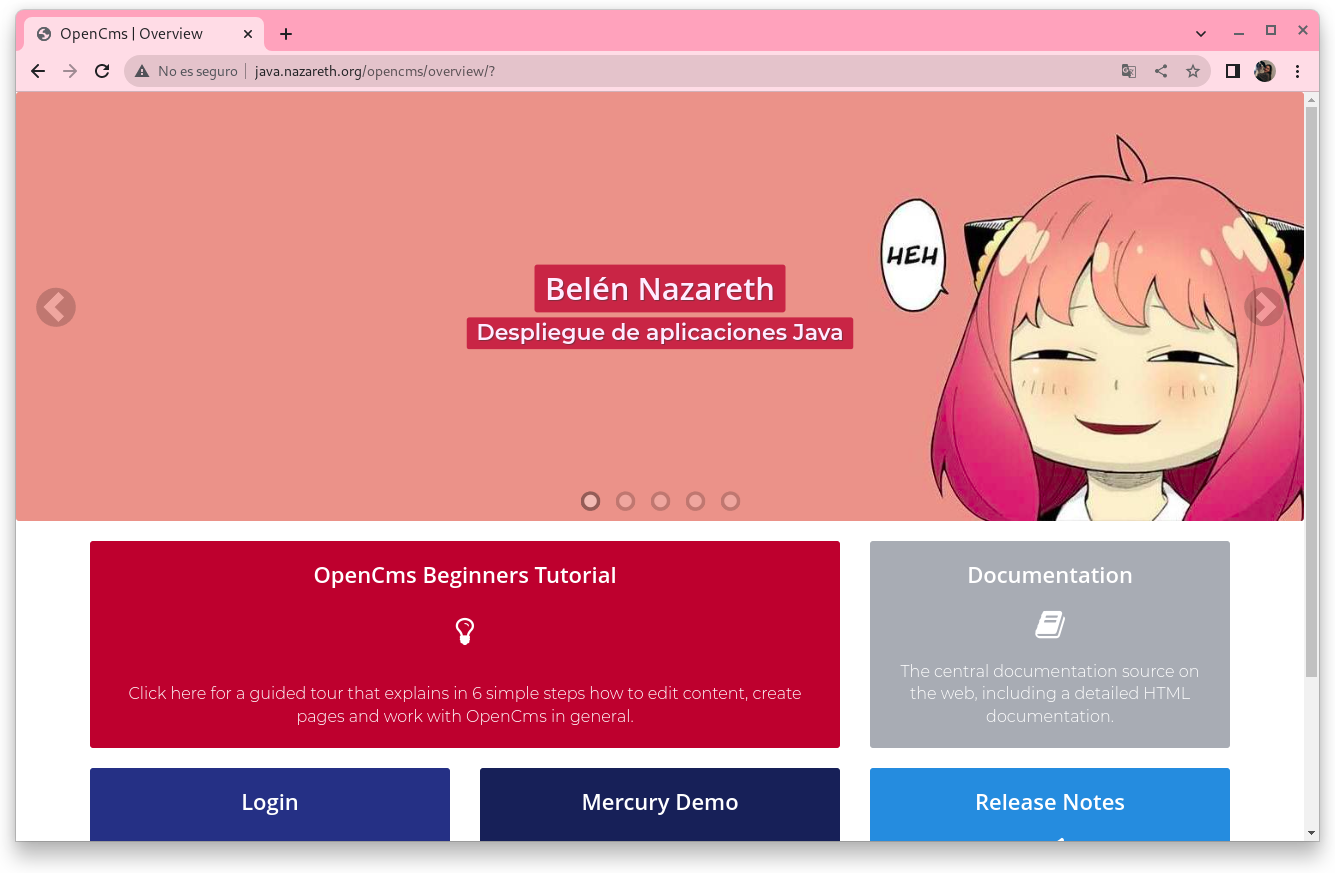 OpenCms | Overview
No es seguro
java.nazareth.org/opencms/overview/?
HEH
Belén Nazareth
Despliegue de aplicaciones Java
OpenCms Beginners Tutorial
Click here for a guided tour that explains in 6 simple steps how to edit content, create
pages and work with OpenCms in general.
Documentation
The central documentation source on
the web, including a detailed HTML
documentation.
Login
Mercury Demo
Release Notes